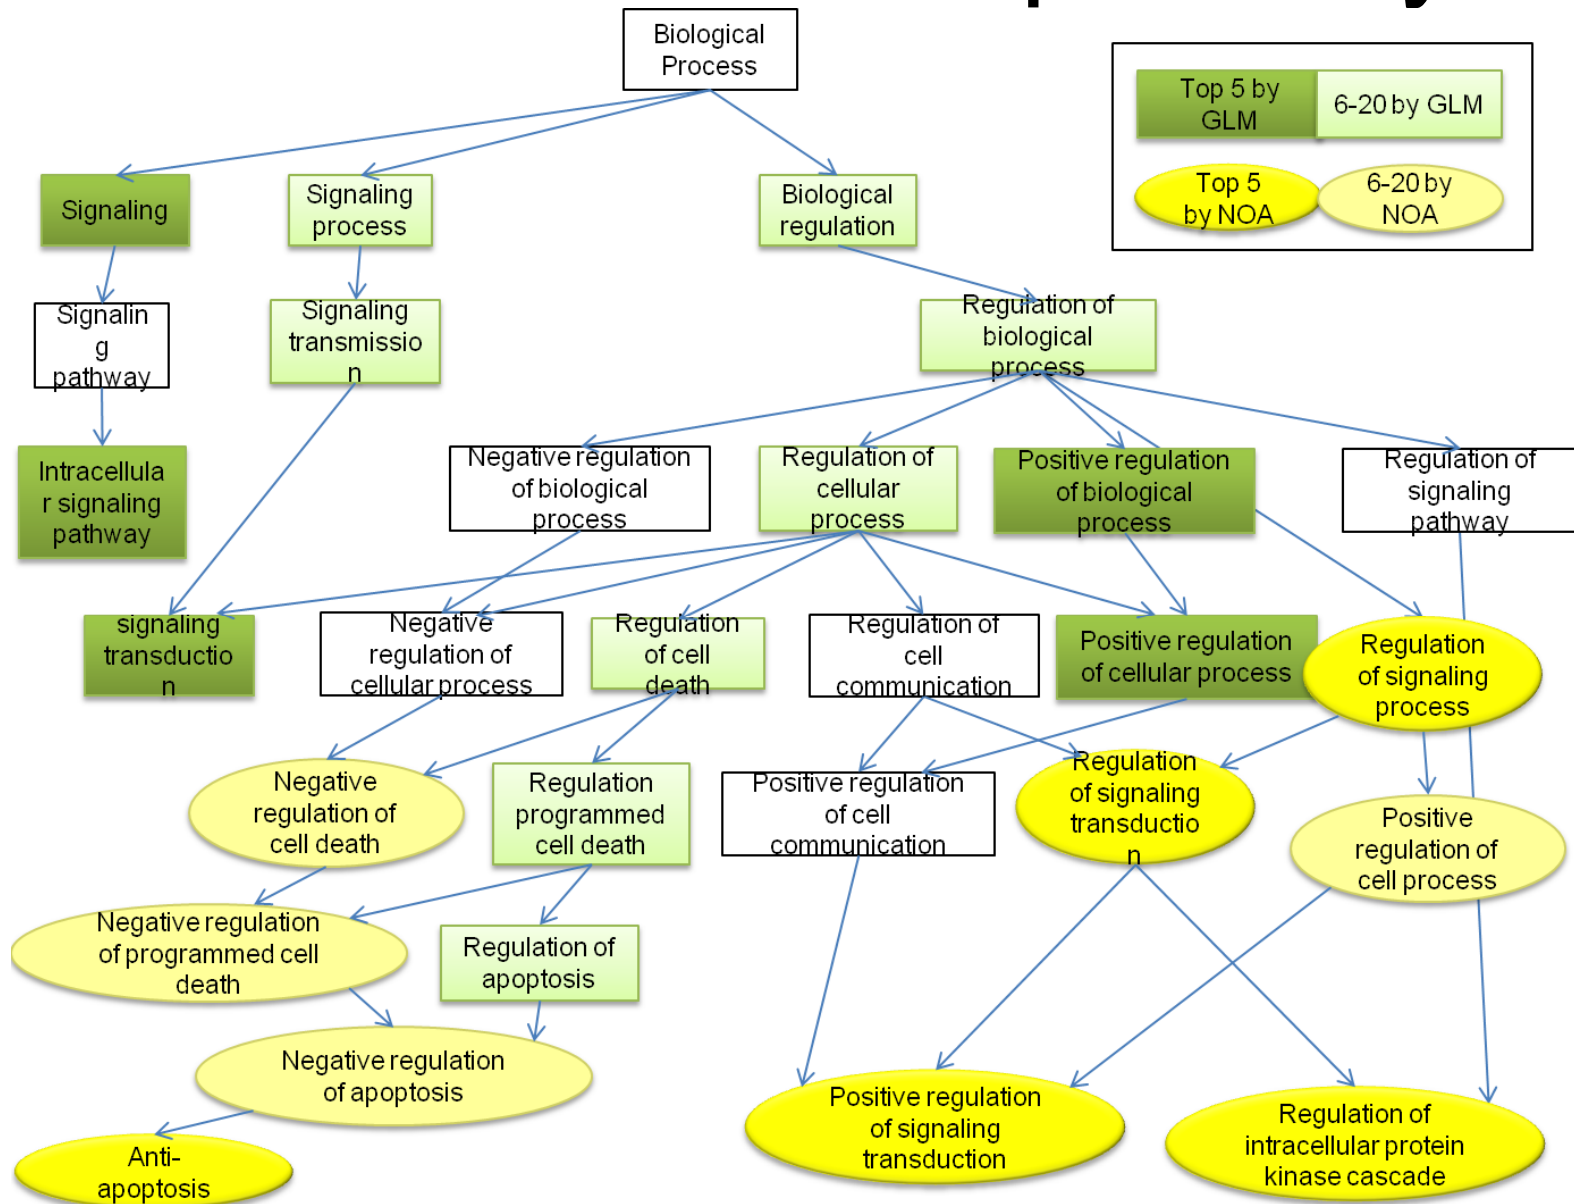 Biological
Process
Top 5 by
GLM
6-20 by GLM
Top 5
by NOA
6-20 by
NOA
Signaling
Signaling
process
Biological
regulation
Signalin
g
pathway
Signaling
transmissio
n
Regulation of
biological
process
Intracellula
r signaling
pathway
Negative regulation
of biological
process
Regulation of
cellular
process
Positive regulation
of biological
process
Regulation of
signaling
pathway
signaling
transductio
n
Negative
regulation of
cellular process
Regulation
of cell
death
Regulation of
cell
communication
Positive regulation
of cellular process
Regulation
of signaling
process
Negative
regulation of
cell death
Regulation
programmed
cell death
Positive regulation
of cell
communication
Regulation
of signaling
transductio
n
Positive
regulation of
cell process
Negative regulation
of programmed cell
death
Regulation of
apoptosis
Negative regulation
of apoptosis
Positive regulation
of signaling
transduction
Regulation of
intracellular protein
kinase cascade
Anti-
apoptosis